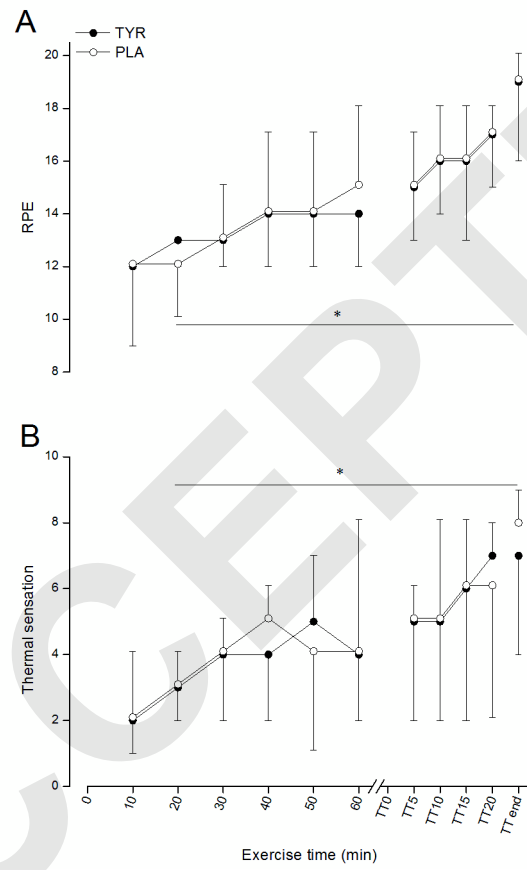 A
TYR
PLA
20
18
16
14
12
10
8
RPE
*
B
10
8
6
4
2
0
Thermal sensation
*
0 10 20 30 40 50 60 TT0 TT5 TT10 TT15 TT20 TT end
Exercise time (min)
CCEPT